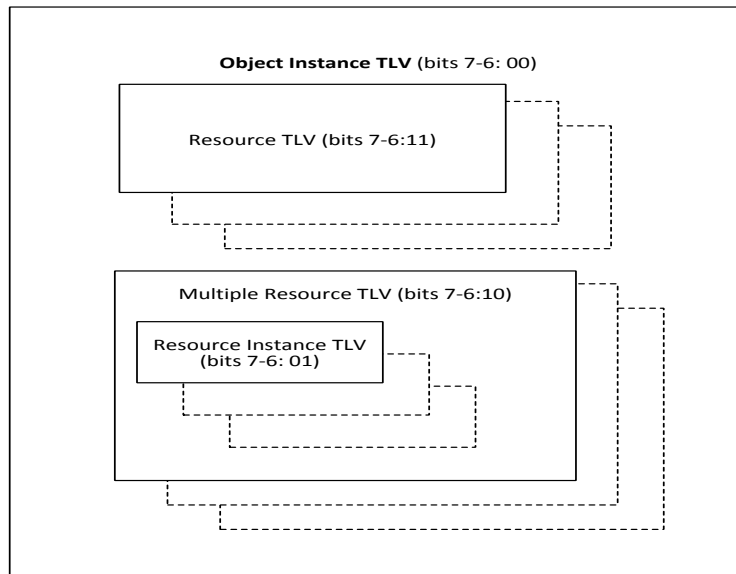 Object Instance TLV (bits 7-6: 00)
Resource TLV (bits 7-6:11)
Multiple Resource TLV (bits 7-6:10)
Resource Instance TLV
(bits 7-6: 01)